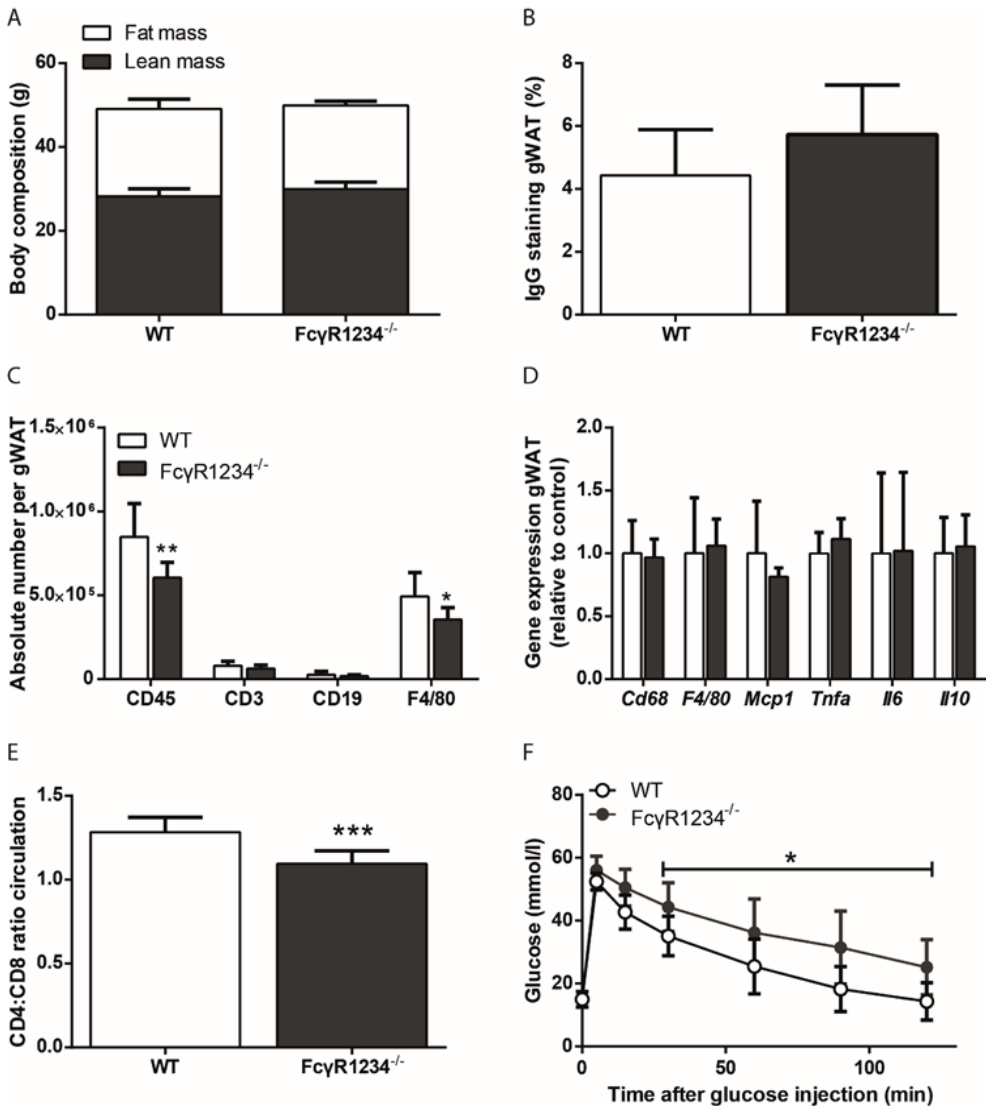 A
Fat mass
Lean mass
Body composition (g)
60
40
20
0
WT
FcγR1234⁻/⁻
B
IgG staining gWAT (%)
8
6
4
2
0
WT
FcγR1234⁻/⁻
C
Absolute number per gWAT
1.5×10⁶
1.0×10⁶
5.0×10⁵
0
WT
FcγR1234⁻/⁻
**
*
CD45
CD3
CD19
F4/80
D
Gene expression gWAT
(relative to control)
2.0
1.5
1.0
0.5
0.0
Cd68
F4/80
Mcp1
Tnfa
Il6
Il10
E
CD4:CD8 ratio circulation
1.5
1.0
0.5
0.0
***
WT
FcγR1234⁻/⁻
F
WT
FcγR1234⁻/⁻
Glucose (mmol/l)
80
60
40
20
0
*
0
50
100
Time after glucose injection (min)